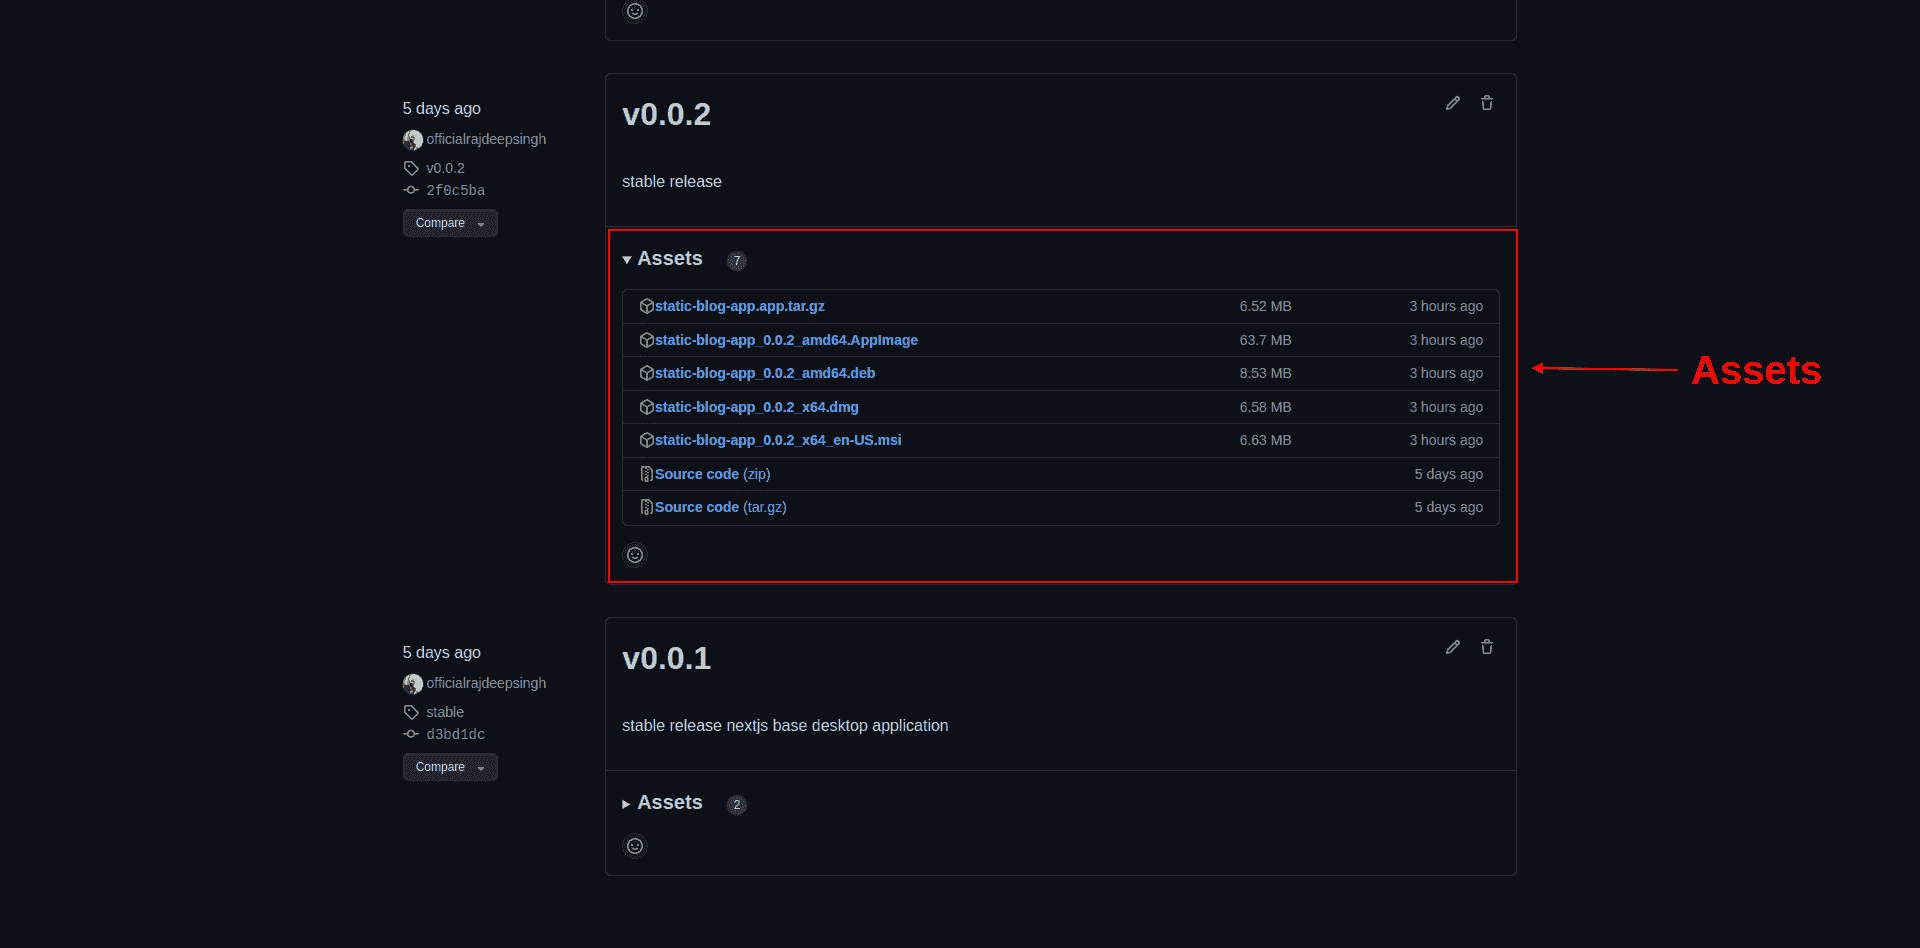 5 days ago
officialrajdeepsingh
v0.0.2
2f0c5ba
Compare
v0.0.2
stable release
Assets 7
static-blog-app.app.tar.gz 6.52 MB 3 hours ago
static-blog-app_0.0.2_amd64.AppImage 63.7 MB 3 hours ago
static-blog-app_0.0.2_amd64.deb 8.53 MB 3 hours ago
static-blog-app_0.0.2_x64.dmg 6.58 MB 3 hours ago
static-blog-app_0.0.2_x64_en-US.msi 6.63 MB 3 hours ago
Source code (zip) 5 days ago
Source code (tar.gz) 5 days ago
Assets
5 days ago
officialrajdeepsingh
stable
d3bd1dc
Compare
v0.0.1
stable release nextjs base desktop application
Assets 2